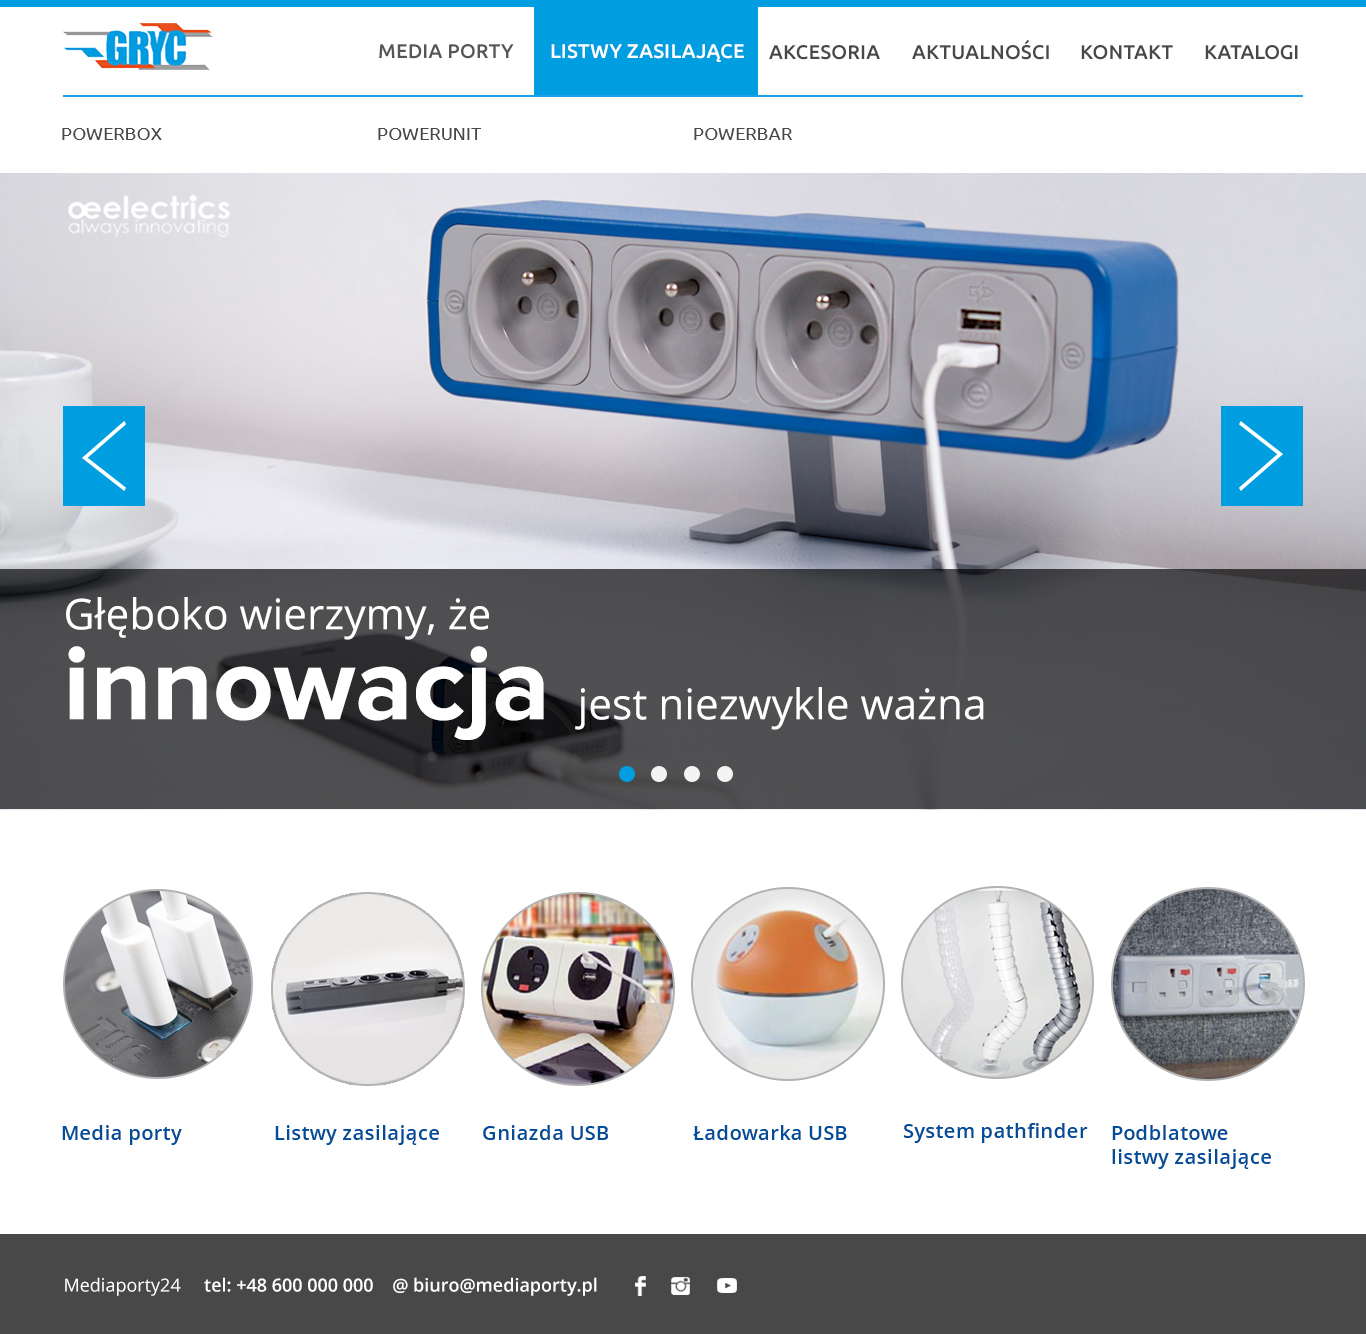 GRYC
MEDIA PORTY
LISTWY ZASILAJĄCE
AKCESORIA
AKTUALNOŚCI
KONTAKT
KATALOGI
POWERBOX
POWERUNIT
POWERBAR
oeelectrics
always innovating
Głęboko wierzymy, że
innowacja jest niezwykle ważna
Media porty
Listwy zasilające
Gniazda USB
Ładowarka USB
System pathfinder
Podblatowe
listwy zasilające
Mediaporty24 tel: +48 600 000 000 @ biuro@mediaporty.pl